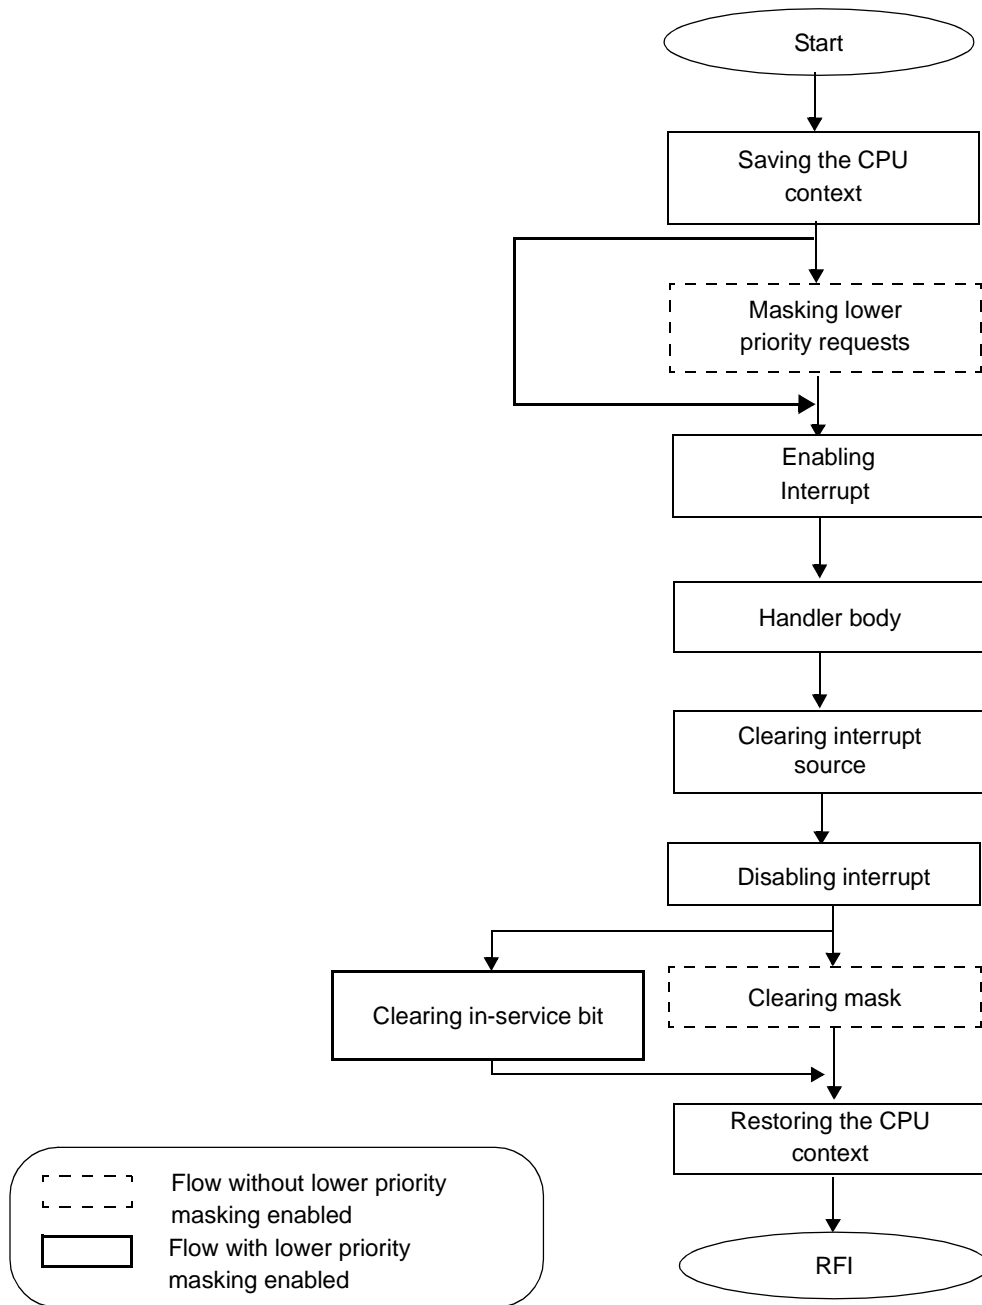 Start
Saving the CPU
context
Masking lower
priority requests
Enabling
Interrupt
Handler body
Clearing interrupt
source
Disabling interrupt
Clearing in-service bit
Clearing mask
Restoring the CPU
context
RFI
Flow without lower priority
masking enabled
Flow with lower priority
masking enabled